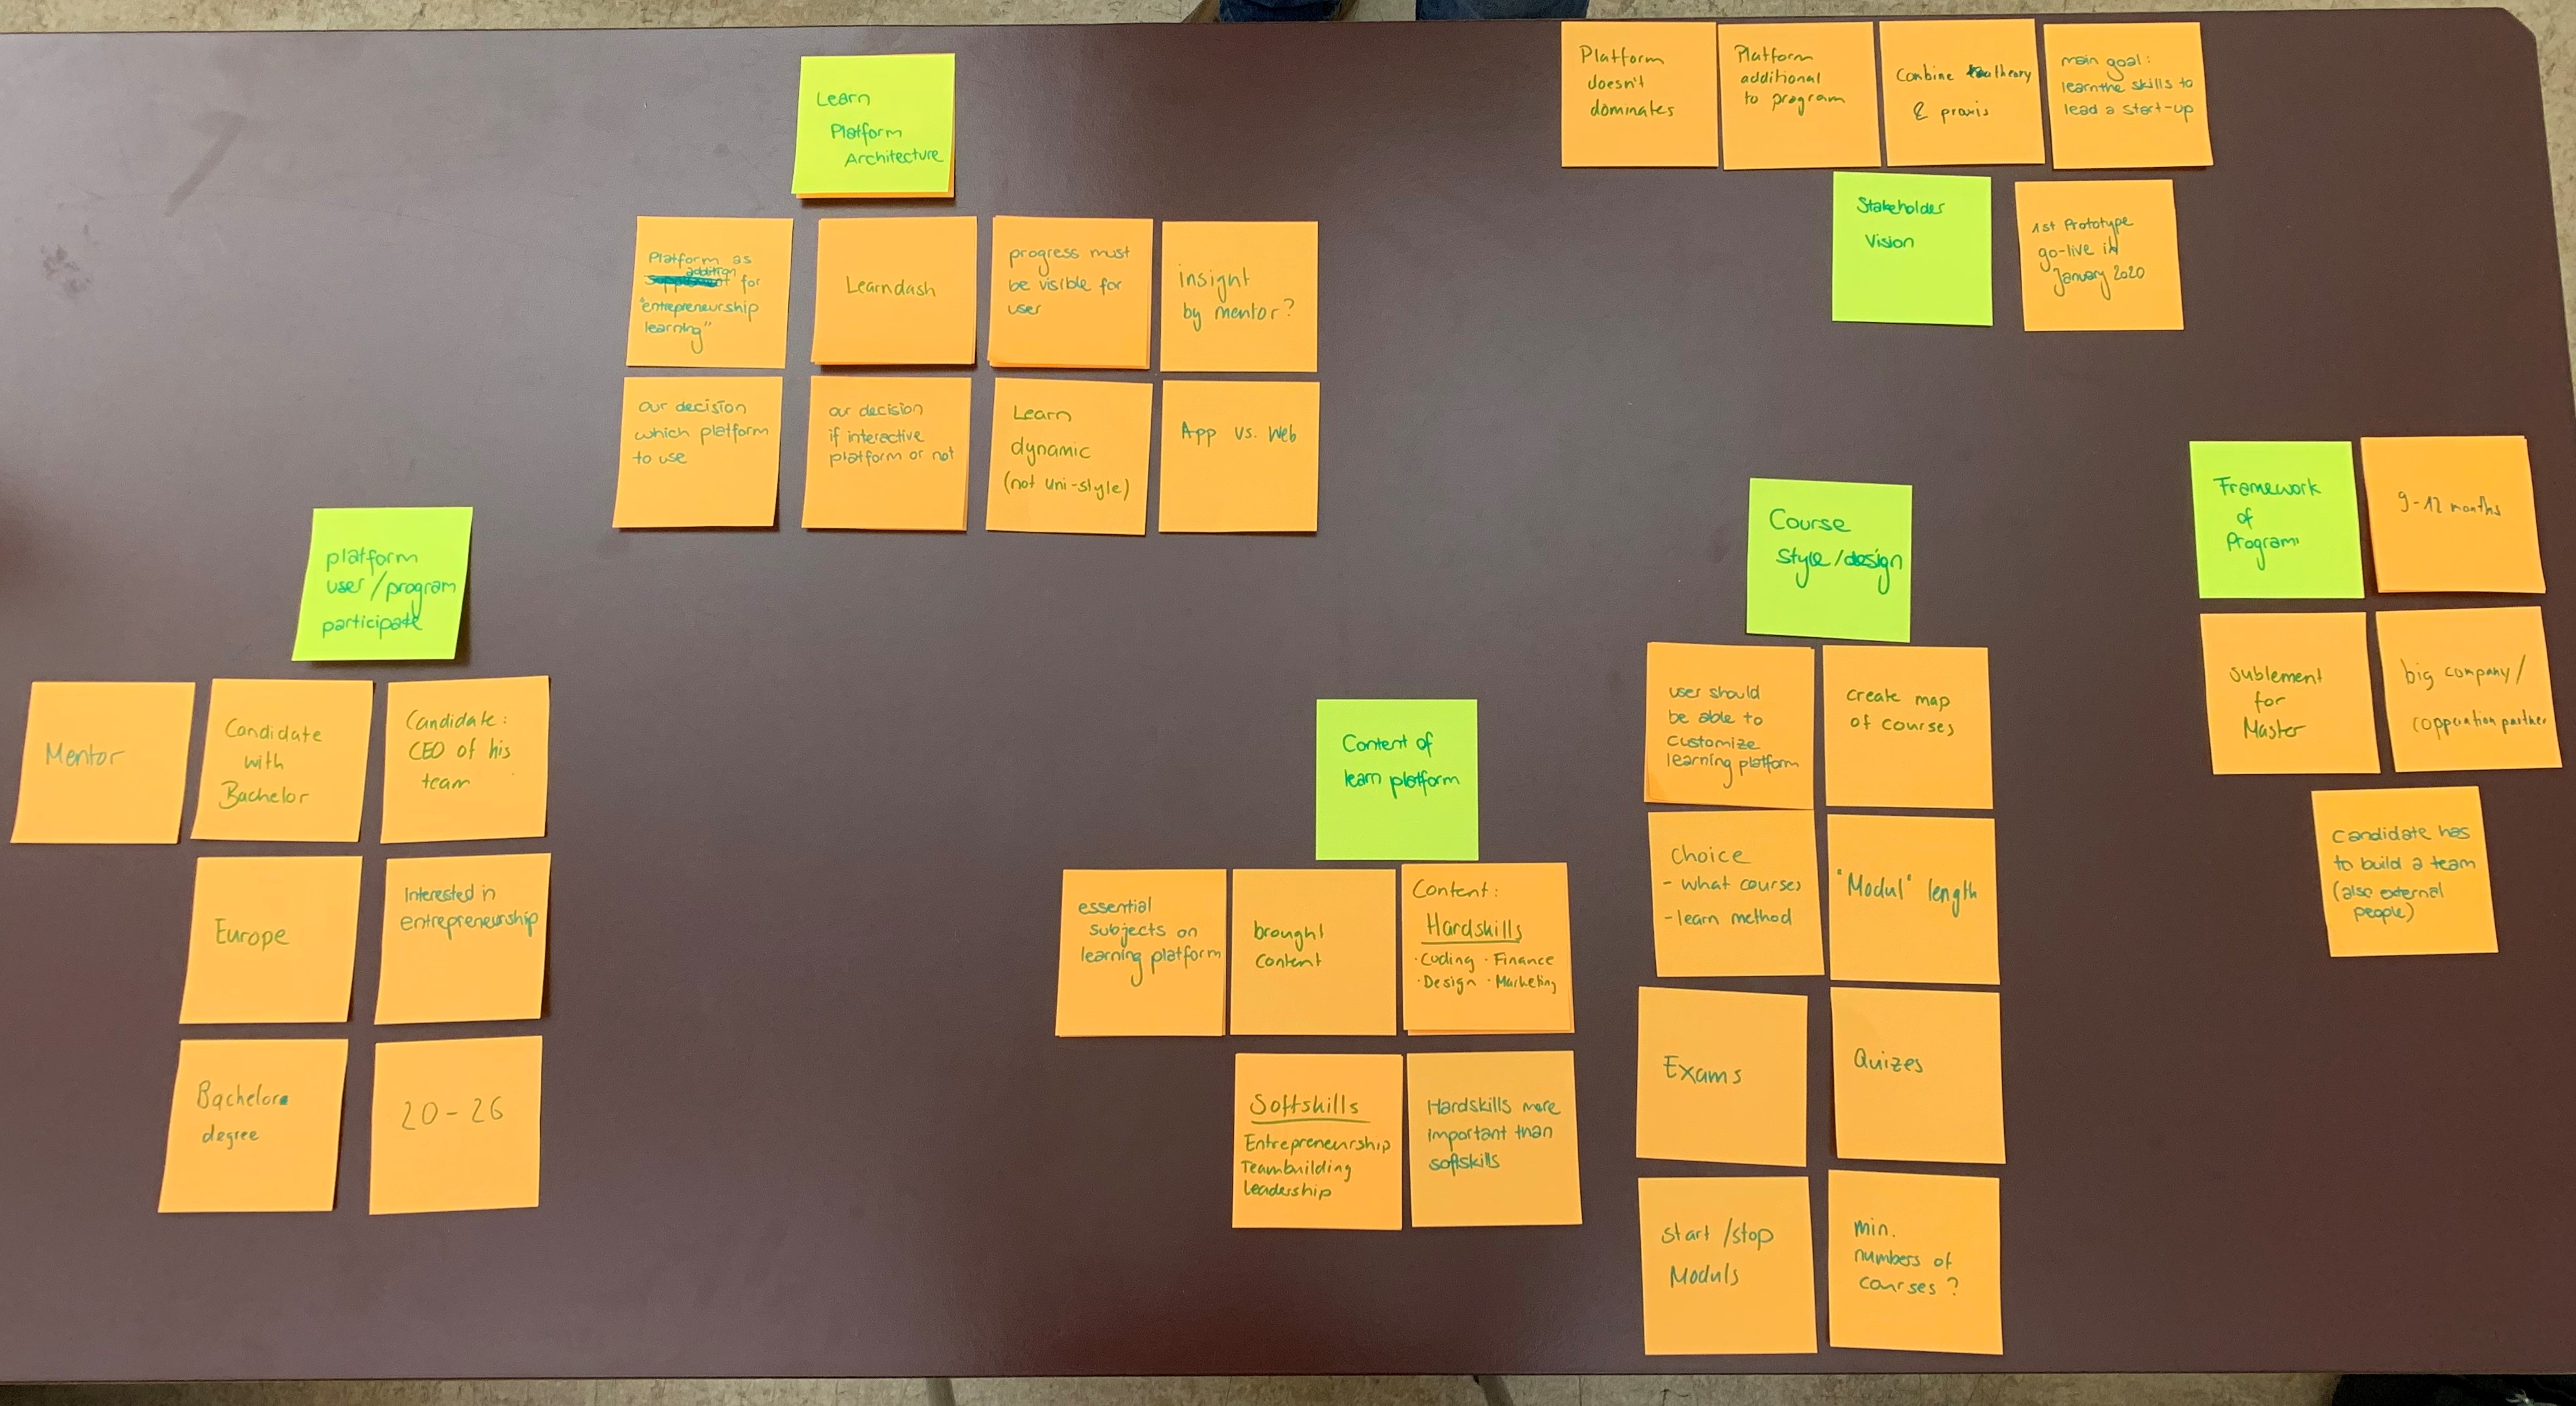 Learn
Platform
Architecture
Platform as
addition
for
"entrepreneurship
learning"
Learndash
progress must
be visible for
user
insight
by mentor?
our decision
which platform
to use
our decision
if interactive
platform or not
Learn
dynamic
(not uni-style)
App vs. Web
Platform
doesn't
dominates
Platform
additional
to program
Combine theory
& praxis
main goal:
learn the skills to
lead a start-up
Stakeholder
Vision
1st Prototype
go-live in
January 2020
platform
user/program
participate
Mentor
Candidate
with
Bachelor
Candidate:
CEO of his
team
Europe
Interested in
entrepreneurship
Bachelor
degree
20-26
Content of
learn platform
essential
subjects on
learning platform
brought
content
Content:
Hardskills
·Coding ·Finance
·Design ·Marketing
Softskills
Entrepreneurship
Teambuilding
leadership
Hardskills more
important than
softskills
Course
style/design
user should
be able to
customize
learning platform
create map
of courses
Choice
- what courses
- learn method
"Modul" length
Exams
Quizes
Start /stop
Moduls
min.
numbers of
courses?
Framework
of
Program
9-12 months
sublement
for
Master
big company/
copperation partner
Candidate has
to build a team
(also external
people)